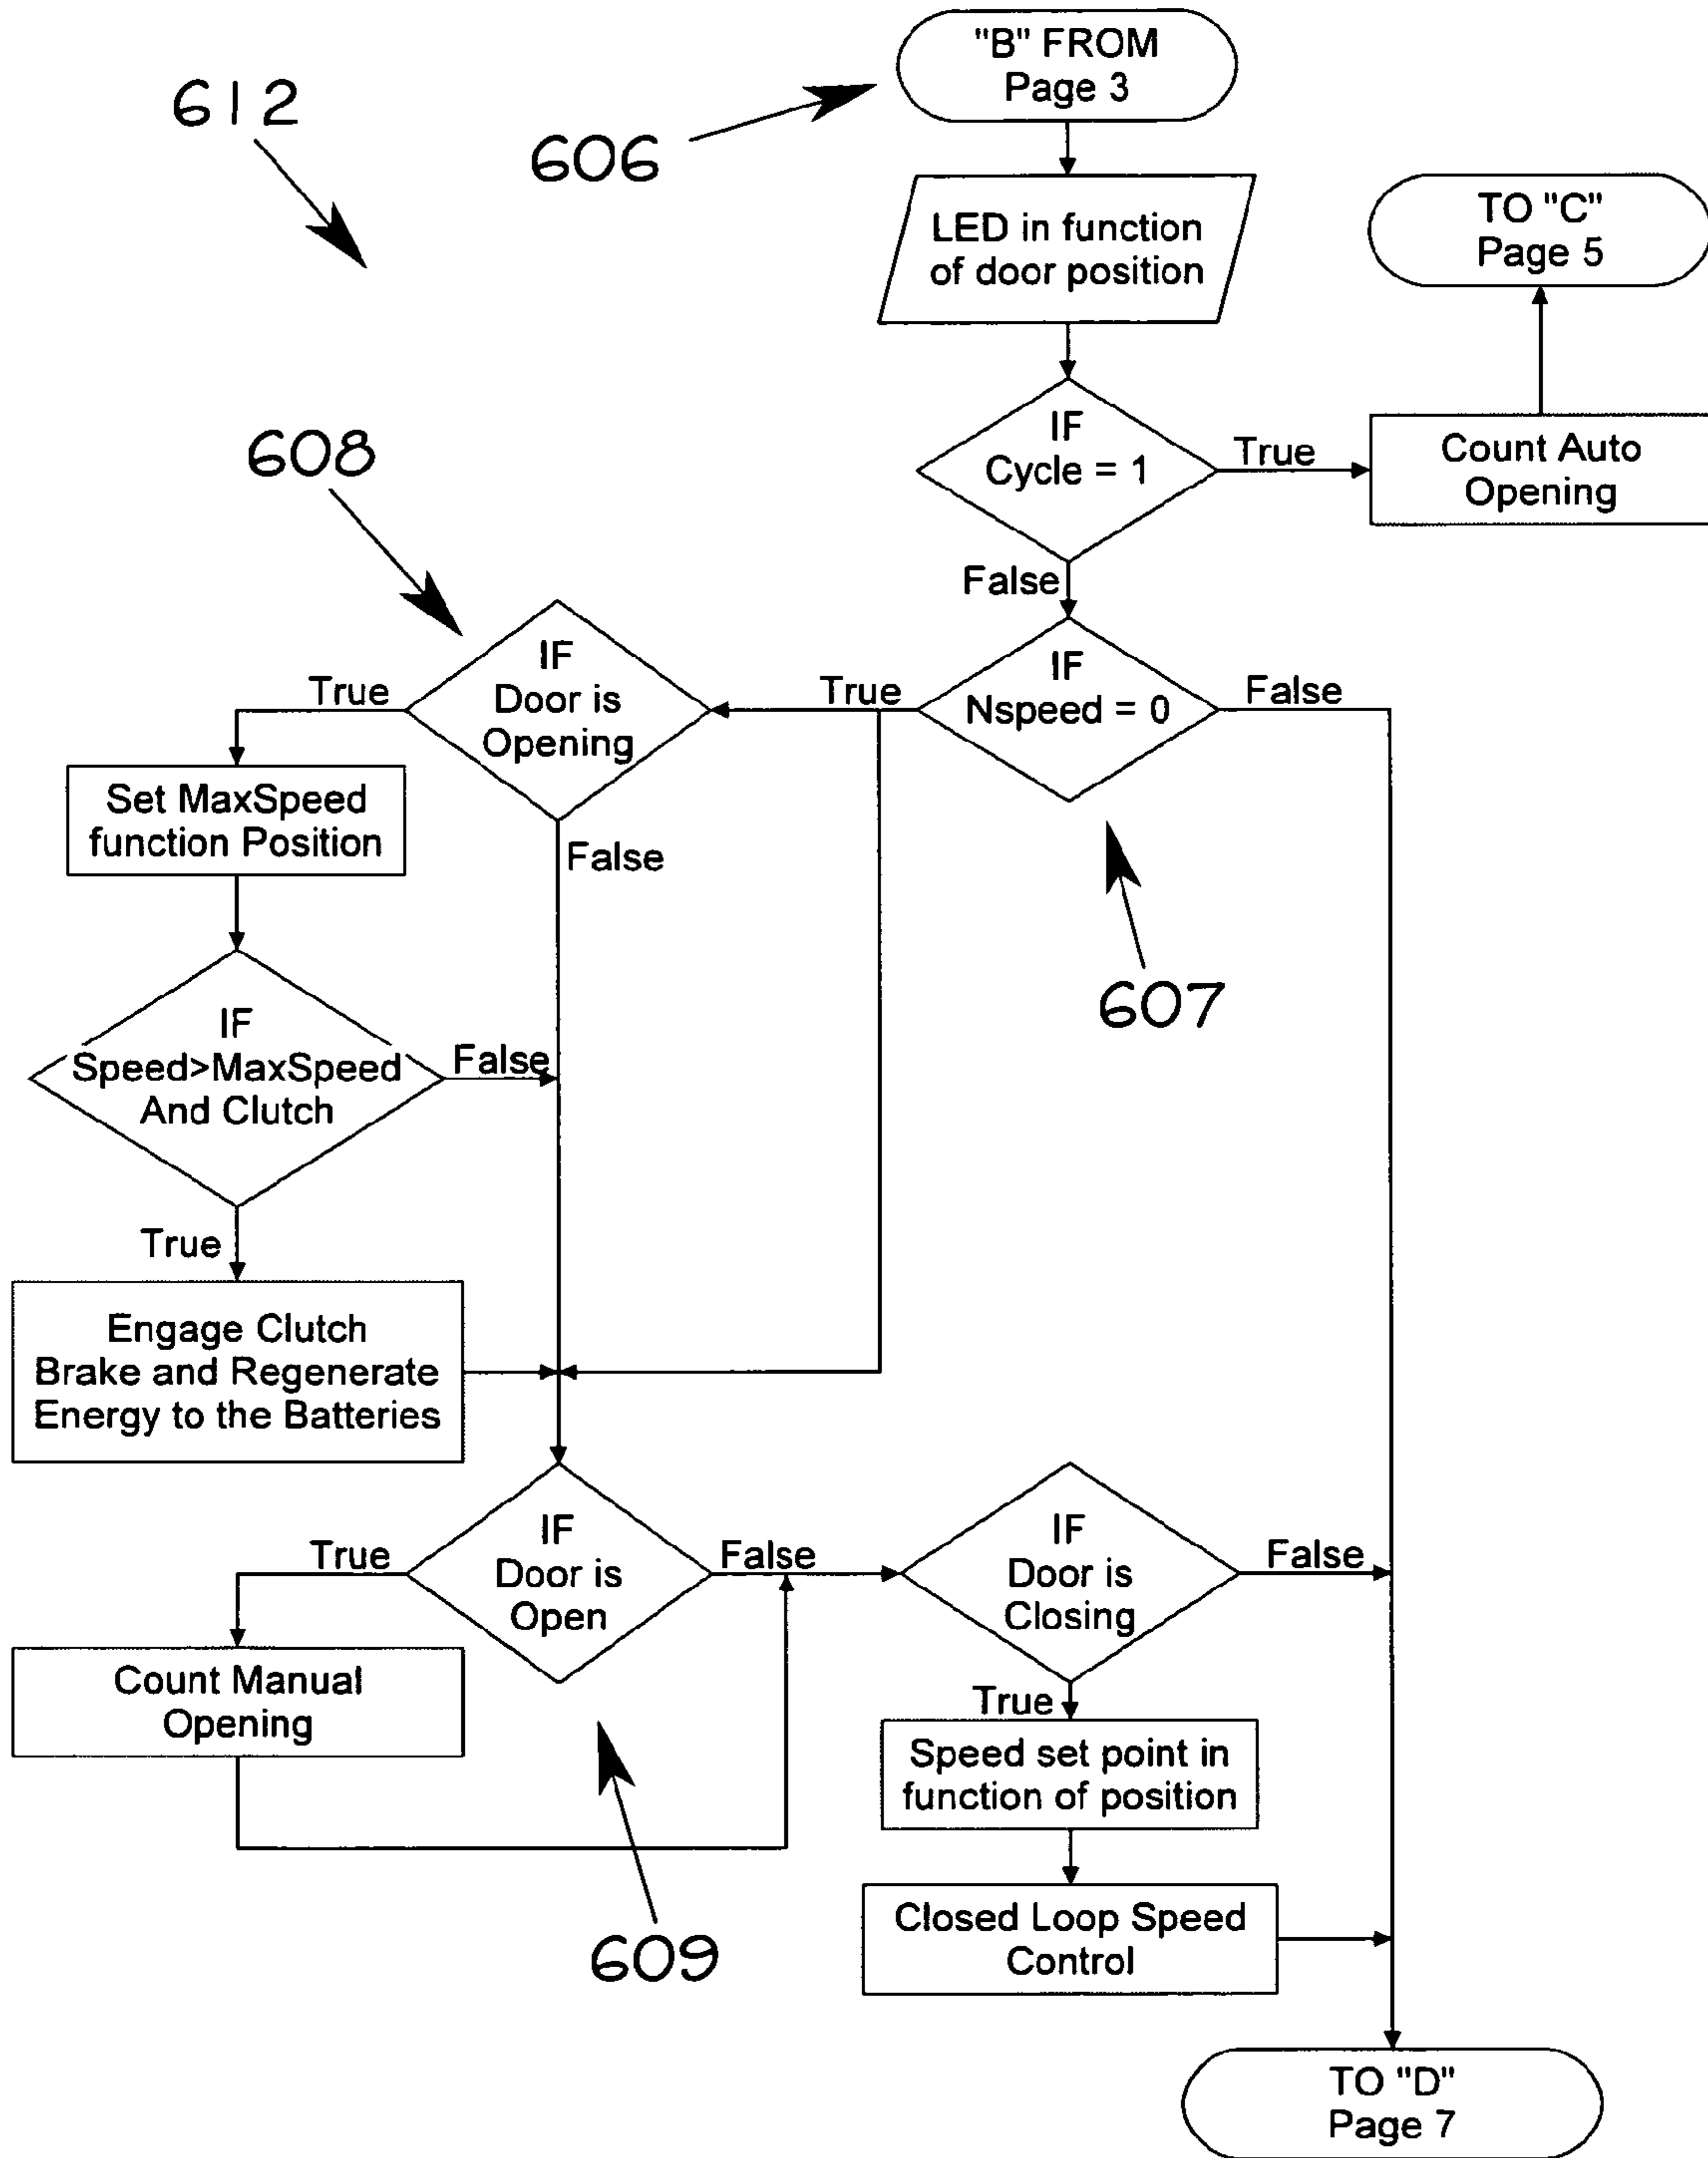 "B" FROM
Page 3
612
606
LED in function
of door position
TO "C"
Page 5
IF
Cycle = 1
True
Count Auto
Opening
False
608
IF
Door is
Opening
True
False
IF
Nspeed = 0
True
False
607
Set MaxSpeed
function Position
IF
Speed>MaxSpeed
And Clutch
False
True
Engage Clutch
Brake and Regenerate
Energy to the Batteries
IF
Door is
Open
True
False
Count Manual
Opening
609
IF
Door is
Closing
False
True
Speed set point in
function of position
Closed Loop Speed
Control
TO "D"
Page 7